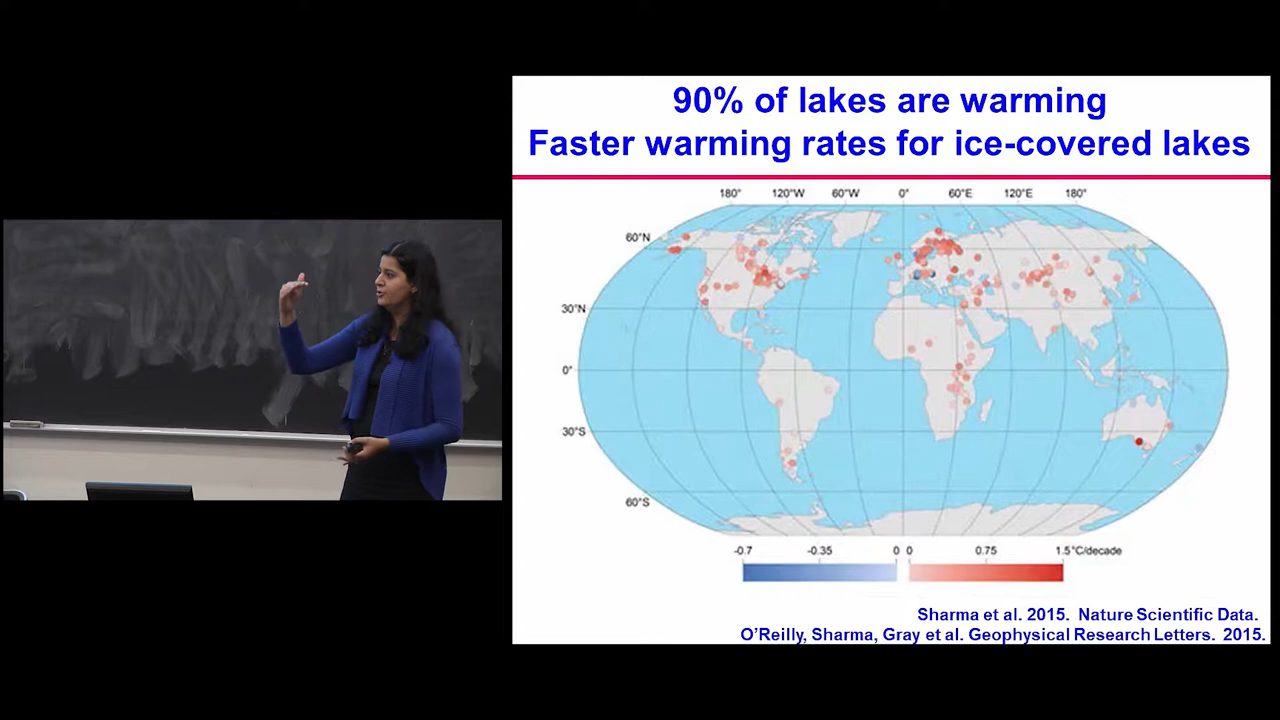 90% of lakes are warming
Faster warming rates for ice-covered lakes
180° 120°W 60°W 0° 60°E 120°E 180°
60°N
30°N
0°
30°S
60°S
-0.7 -0.35 0 0 0.75 1.5°C/decade
Sharma et al. 2015. Nature Scientific Data.
O'Reilly, Sharma, Gray et al. Geophysical Research Letters. 2015.